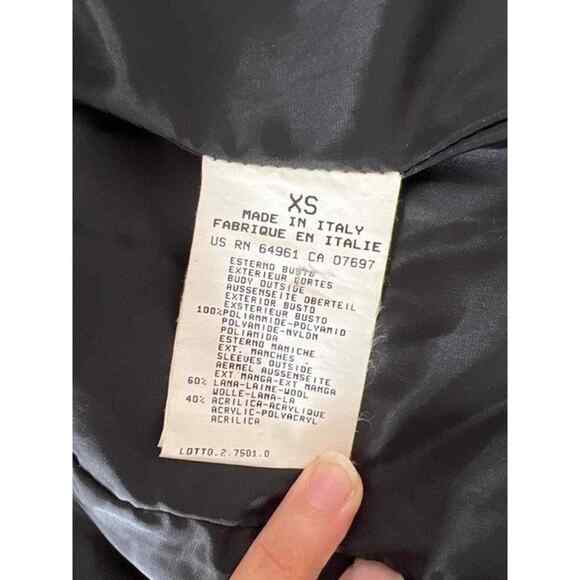 XS
MADE IN ITALY
FABRIQUE EN ITALIE
US RN 64961 CA 07697
ESTERNO BUSTO
EXTERIEUR CORTES
BODY OUTSIDE
AUSSENSEITE OBERTEIL
EXTERIOR BUSTO
EXSTERIOR BUSTO
100%POLIAMMIDE-POLYAMID
POLYAMIDE-NYLON
POLIAMIDA
ESTERNO MANICHE
EXT. MANCHES
SLEEVES OUTSIDE
AERMEL AUSSENSEITE
EXT MANGA-EXT MANGA
60% LANA-LAINE-WOOL
WOLLE-LANA-LA
40% ACRILICA-ACRYLIQUE
ACRYLIC-POLYACRYL
ACRILICA
LOTTO.2.7501.0